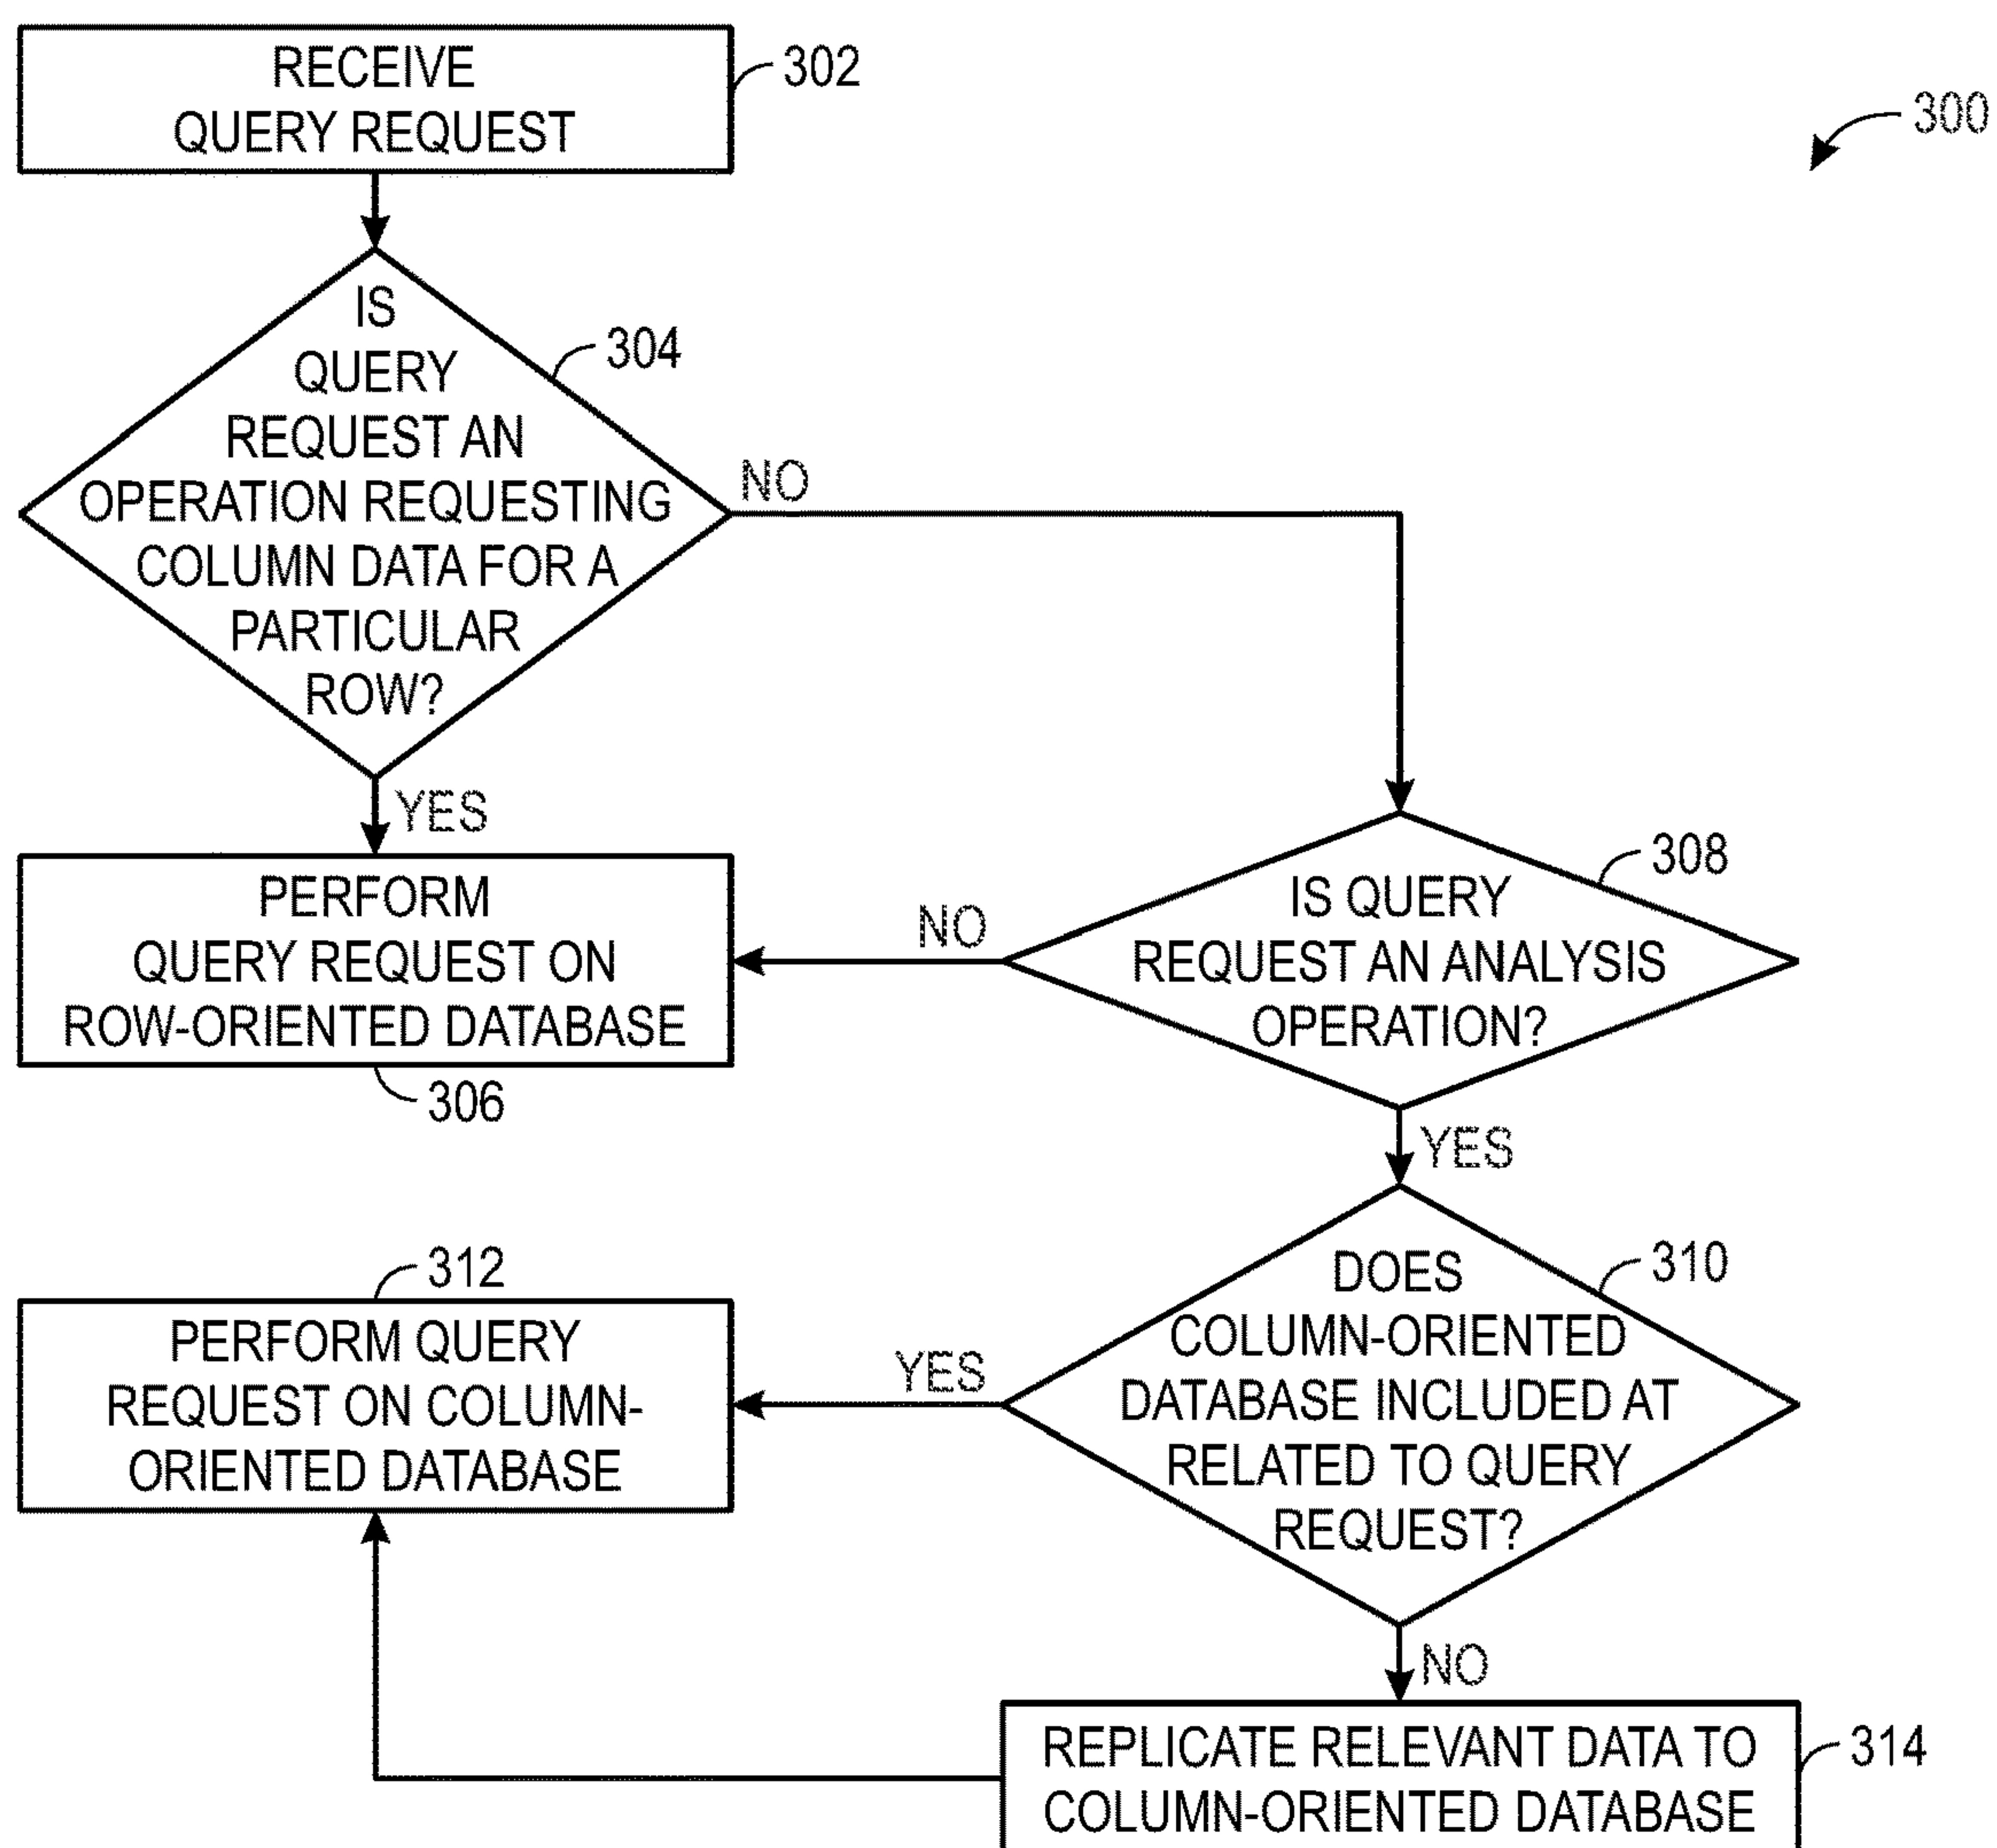 RECEIVE
QUERY REQUEST
302
300
IS
QUERY
REQUEST AN
OPERATION REQUESTING
COLUMN DATA FOR A
PARTICULAR
ROW?
304
NO
YES
PERFORM
QUERY REQUEST ON
ROW-ORIENTED DATABASE
306
NO
IS QUERY
REQUEST AN ANALYSIS
OPERATION?
308
YES
312
PERFORM QUERY
REQUEST ON COLUMN-
ORIENTED DATABASE
YES
DOES
COLUMN-ORIENTED
DATABASE INCLUDED AT
RELATED TO QUERY
REQUEST?
310
NO
REPLICATE RELEVANT DATA TO
COLUMN-ORIENTED DATABASE
314